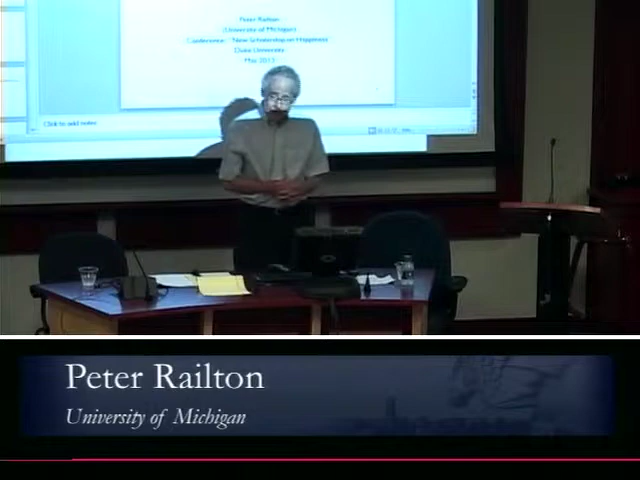 Peter Railton
(University of Michigan)
Conference: New Scholarship on Happiness
Duke University
Click to add notes
Peter Railton
University of Michigan